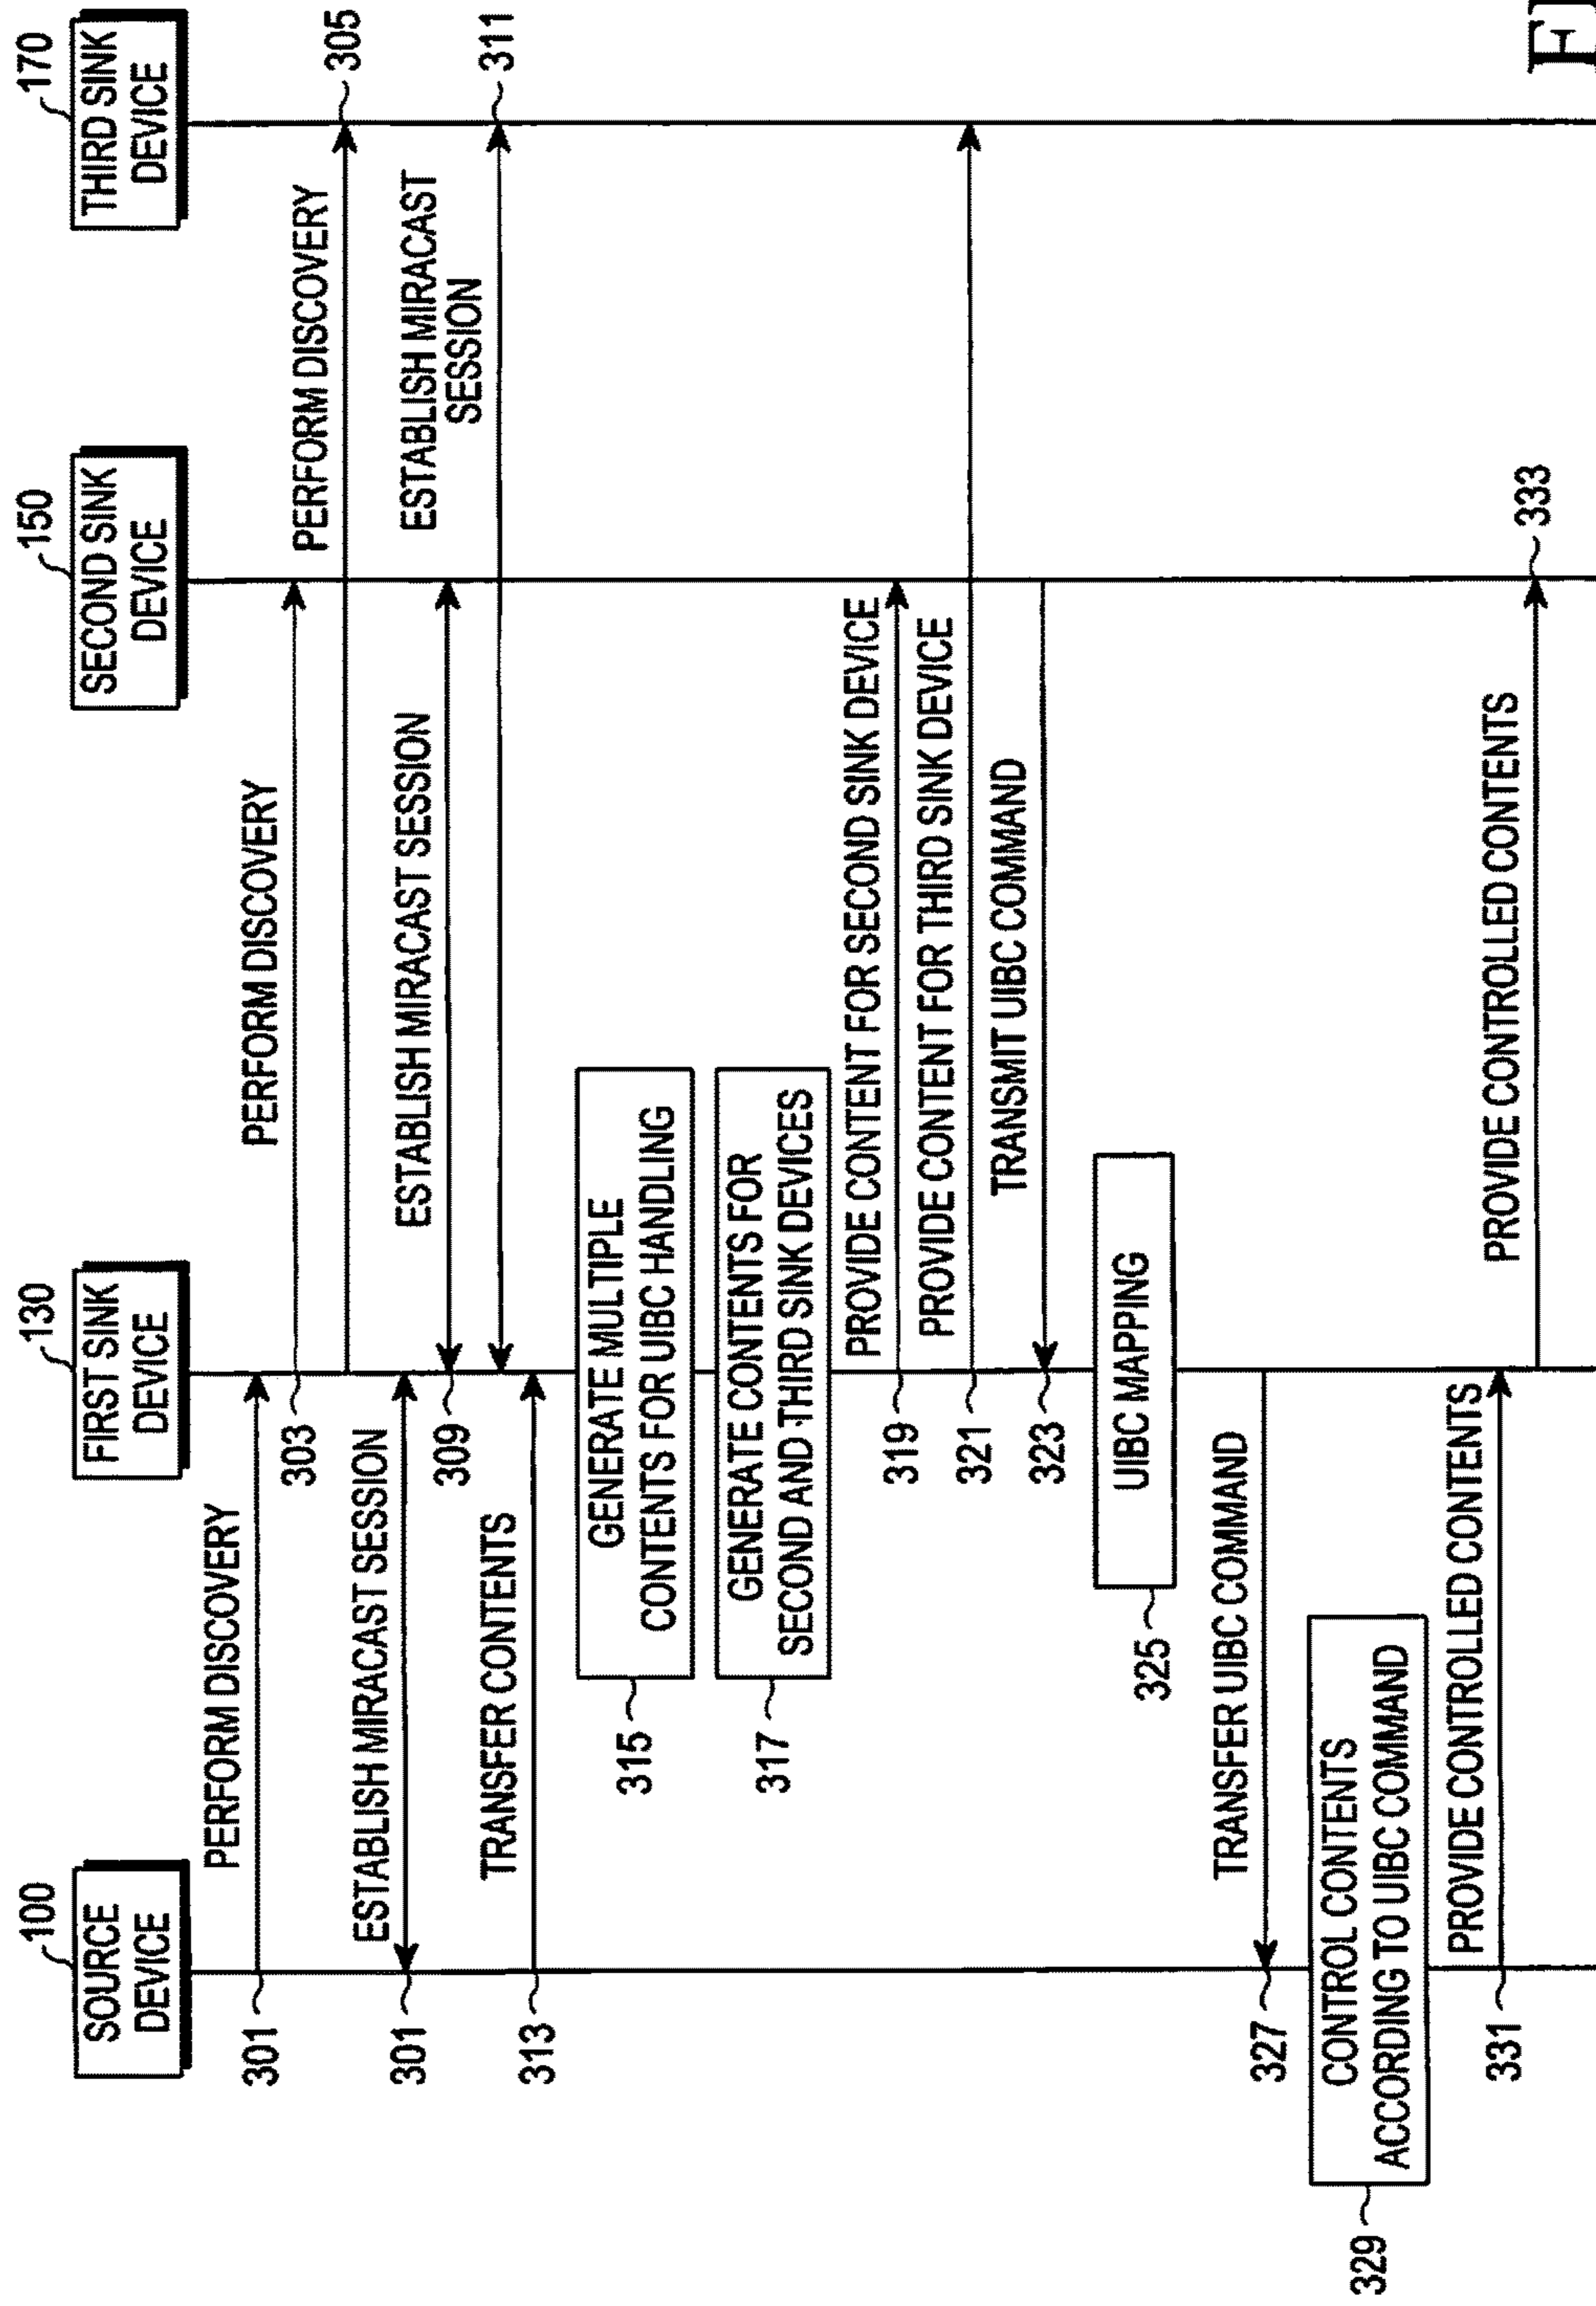 100
SOURCE
DEVICE
130
FIRST SINK
DEVICE
150
SECOND SINK
DEVICE
170
THIRD SINK
DEVICE
PERFORM DISCOVERY
301
PERFORM DISCOVERY
303
PERFORM DISCOVERY
305
ESTABLISH MIRACAST SESSION
301
ESTABLISH MIRACAST SESSION
309
ESTABLISH MIRACAST
SESSION
311
TRANSFER CONTENTS
313
GENERATE MULTIPLE
CONTENTS FOR UIBC HANDLING
315
GENERATE CONTENTS FOR
SECOND AND THIRD SINK DEVICES
317
PROVIDE CONTENT FOR SECOND SINK DEVICE
319
PROVIDE CONTENT FOR THIRD SINK DEVICE
321
TRANSMIT UIBC COMMAND
323
UIBC MAPPING
325
TRANSFER UIBC COMMAND
327
CONTROL CONTENTS
ACCORDING TO UIBC COMMAND
329
PROVIDE CONTROLLED CONTENTS
331
PROVIDE CONTROLLED CONTENTS
333